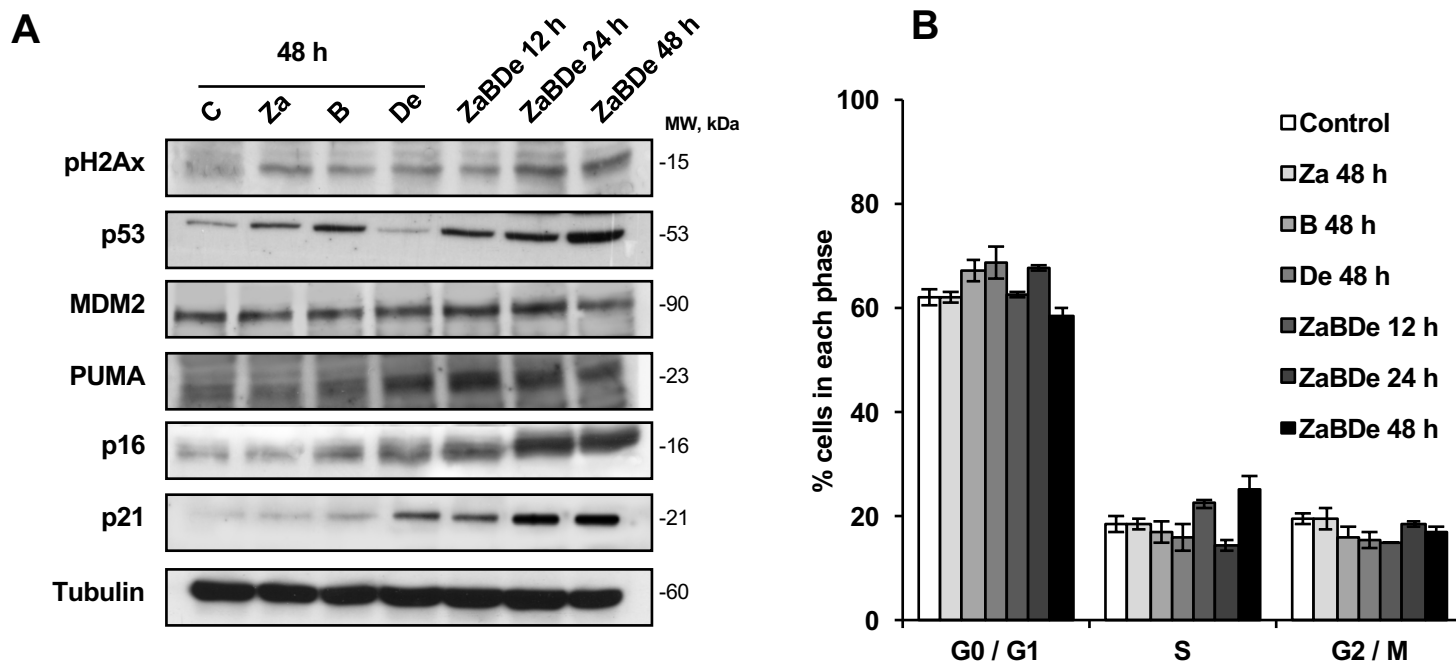 A
48 h
C Za B De ZaBDe 12 h ZaBDe 24 h ZaBDe 48 h
MW, kDa
pH2Ax -15
p53 -53
MDM2 -90
PUMA -23
p16 -16
p21 -21
Tubulin -60
B
% cells in each phase
100
80
60
40
20
0
G0 / G1 S G2 / M
Control
Za 48 h
B 48 h
De 48 h
ZaBDe 12 h
ZaBDe 24 h
ZaBDe 48 h